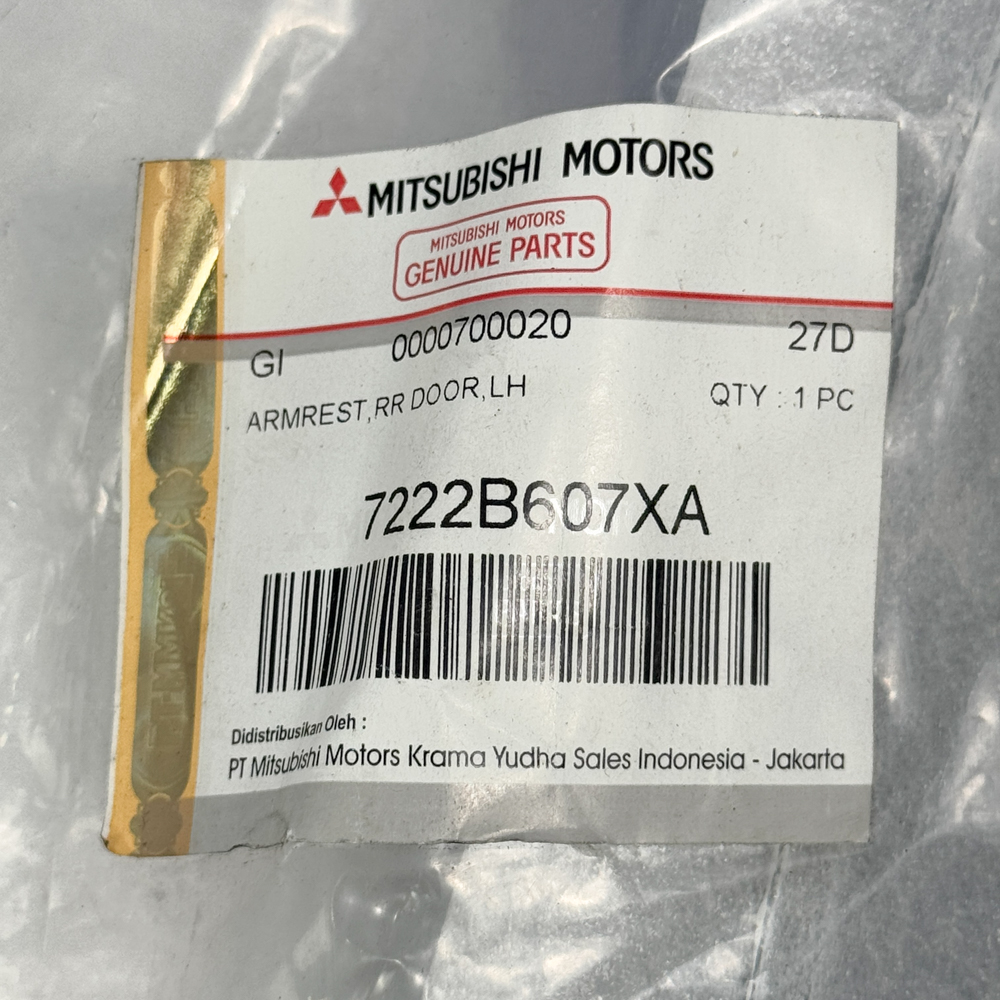 MITSUBISHI MOTORS
MITSUBISHI MOTORS
GENUINE PARTS
GI 0000700020 27D
ARMREST,RR DOOR,LH QTY : 1 PC
7222B607XA
Didistribusikan Oleh :
PT Mitsubishi Motors Krama Yudha Sales Indonesia - Jakarta